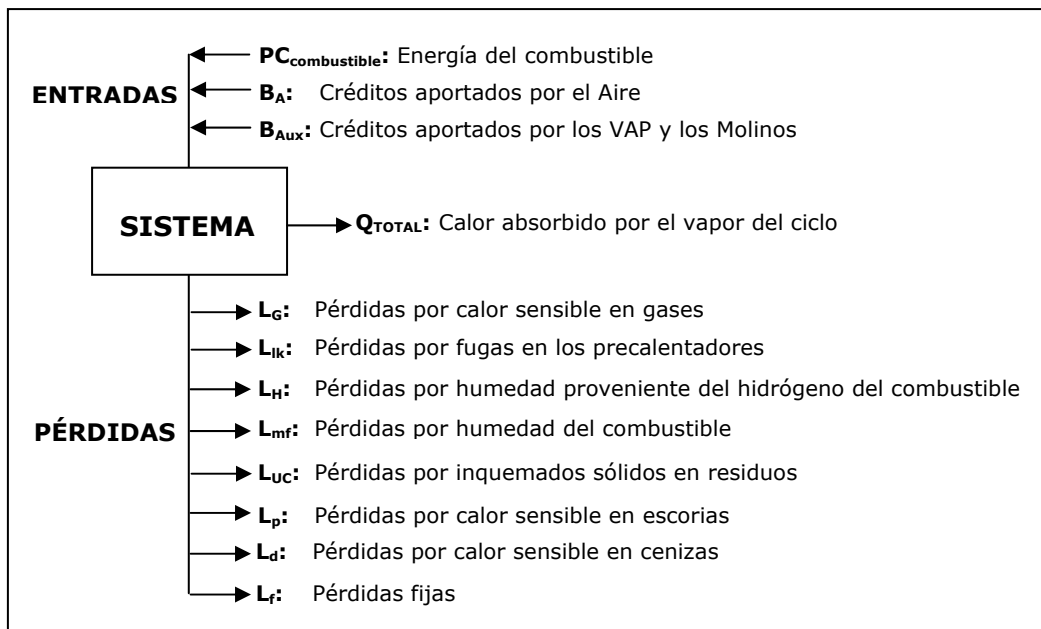 PCcombustible: Energía del combustible
ENTRADAS
BA: Créditos aportados por el Aire
BAux: Créditos aportados por los VAP y los Molinos
SISTEMA
QTOTAL: Calor absorbido por el vapor del ciclo
LG: Pérdidas por calor sensible en gases
Llk: Pérdidas por fugas en los precalentadores
LH: Pérdidas por humedad proveniente del hidrógeno del combustible
PÉRDIDAS
Lmf: Pérdidas por humedad del combustible
LUC: Pérdidas por inquemados sólidos en residuos
Lp: Pérdidas por calor sensible en escorias
Ld: Pérdidas por calor sensible en cenizas
Lf: Pérdidas fijas